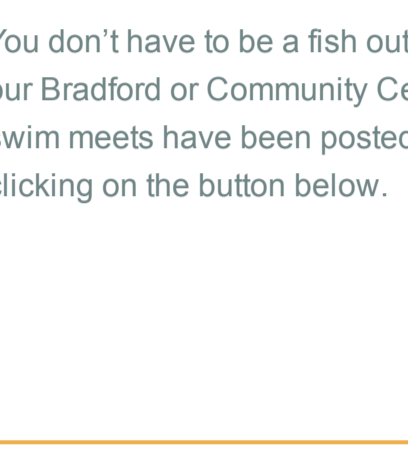 You don’t have to be a fish out
our Bradford or Community Ce
swim meets have been posted
clicking on the button below.